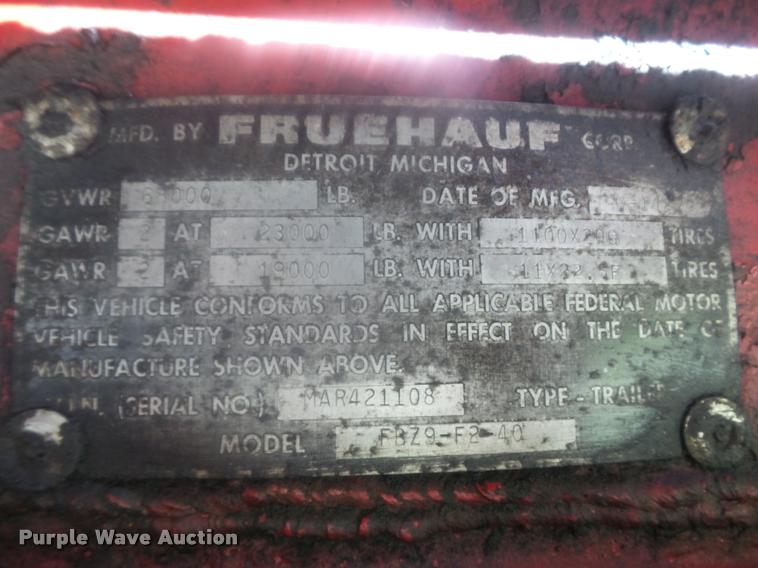 MFD. BY FRUEHAUF CORP.
DETROIT, MICHIGAN
GVWR LB. DATE OF MFG.
GAWR 2 AT 23000 LB. WITH 1100X20G TIRES
GAWR 2 AT 19000 LB. WITH TIRES
THIS VEHICLE CONFORMS TO ALL APPLICABLE FEDERAL MOTOR
VEHICLE SAFETY STANDARDS IN EFFECT ON THE DATE OF
MANUFACTURE SHOWN ABOVE.
V.I.N. (SERIAL NO.) MAR421108 TYPE-TRAILER
MODEL FBZ9-F2-40
Purple Wave Auction